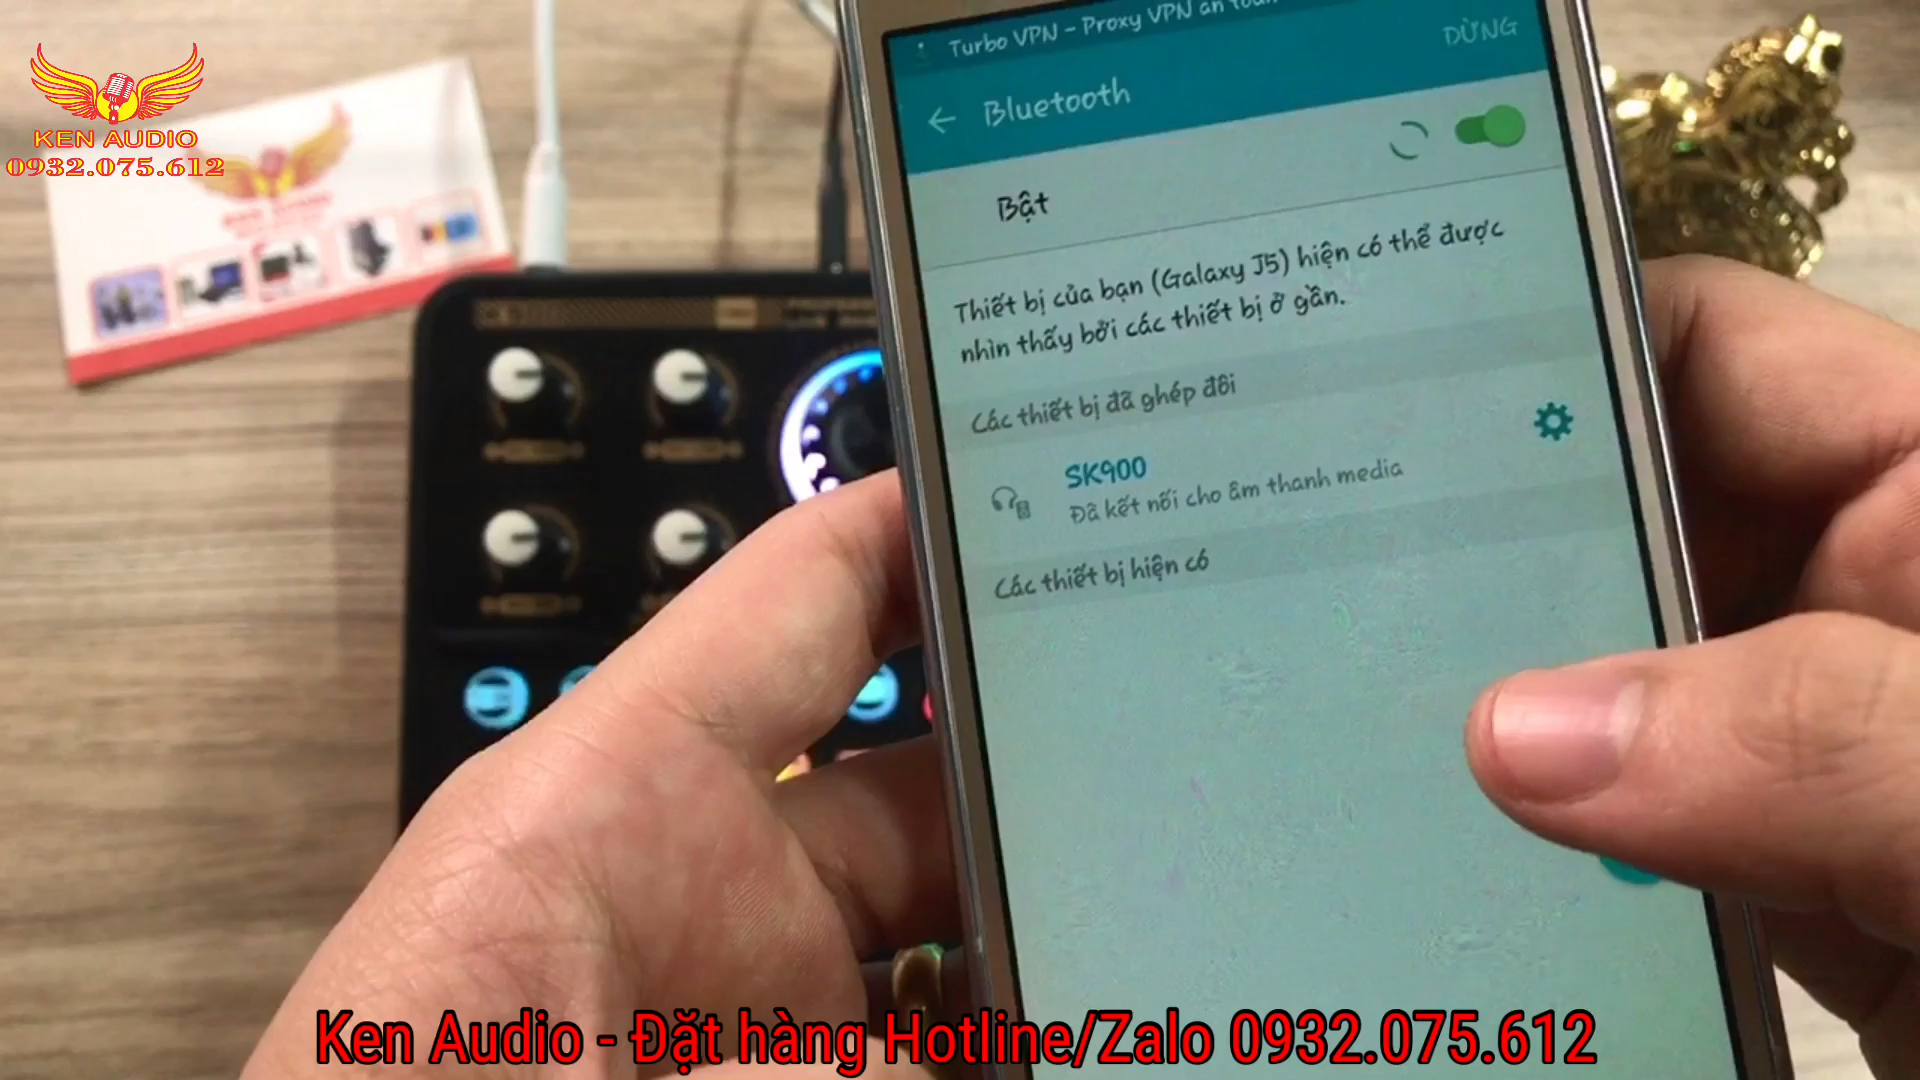 KEN AUDIO
0932.075.612
Turbo VPN – Proxy VPN an toàn
DỪNG
Bluetooth
Bật
Thiết bị của bạn (Galaxy J5) hiện có thể được
nhìn thấy bởi các thiết bị ở gần.
Các thiết bị đã ghép đôi
SK900
Đã kết nối cho âm thanh media
Các thiết bị hiện có
Ken Audio - Đặt hàng Hotline/Zalo 0932.075.612